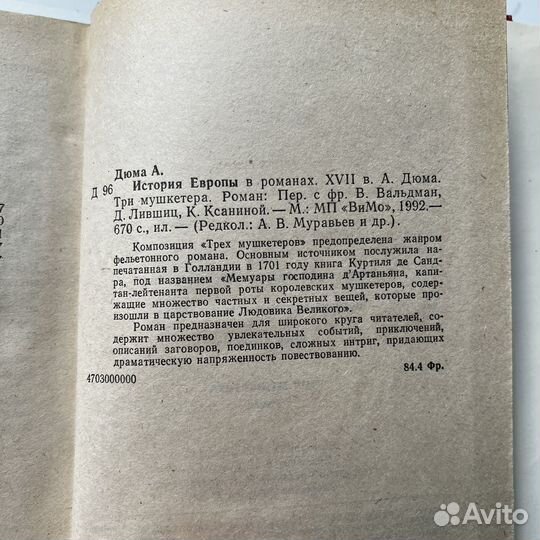 Дюма А.
Д 96 История Европы в романах. XVII в. А. Дюма.
Три мушкетера. Роман: Пер. с фр. В. Вальдман,
Д. Лившиц, К. Ксаниной. — М.: МП «ВиМо», 1992.—
670 с., ил. — (Редкол.: А. В. Муравьев и др.).
Композиция «Трех мушкетеров» предопределена жанром
фельетонного романа. Основным источником послужила на-
печатанная в Голландии в 1701 году книга Куртиля де Санд-
ра, под названием «Мемуары господина д'Артаньяна, капи-
тан-лейтенанта первой роты королевских мушкетеров, содер-
жащие множество частных и секретных вещей, которые про-
изошли в царствование Людовика Великого».
Роман предназначен для широкого круга читателей, со-
держит множество увлекательных событий, приключений,
описаний заговоров, поединков, сложных интриг, придающих
драматическую напряженность повествованию.
4703000000 84.4 Фр.
Avito